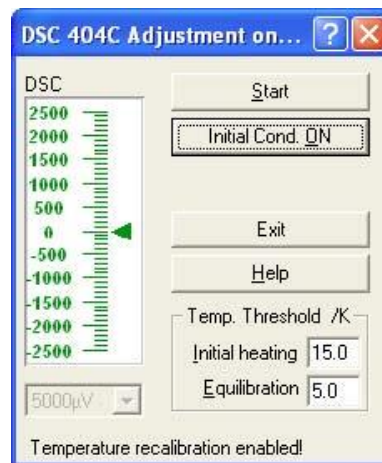 DSC 404C Adjustment on...
DSC
2500
2000
1500
1000
500
0
-500
-1000
-1500
-2000
-2500
5000µV
Start
Initial Cond. ON
Exit
Help
Temp. Threshold /K
Initial heating 15.0
Equilibration 5.0
Temperature recalibration enabled!